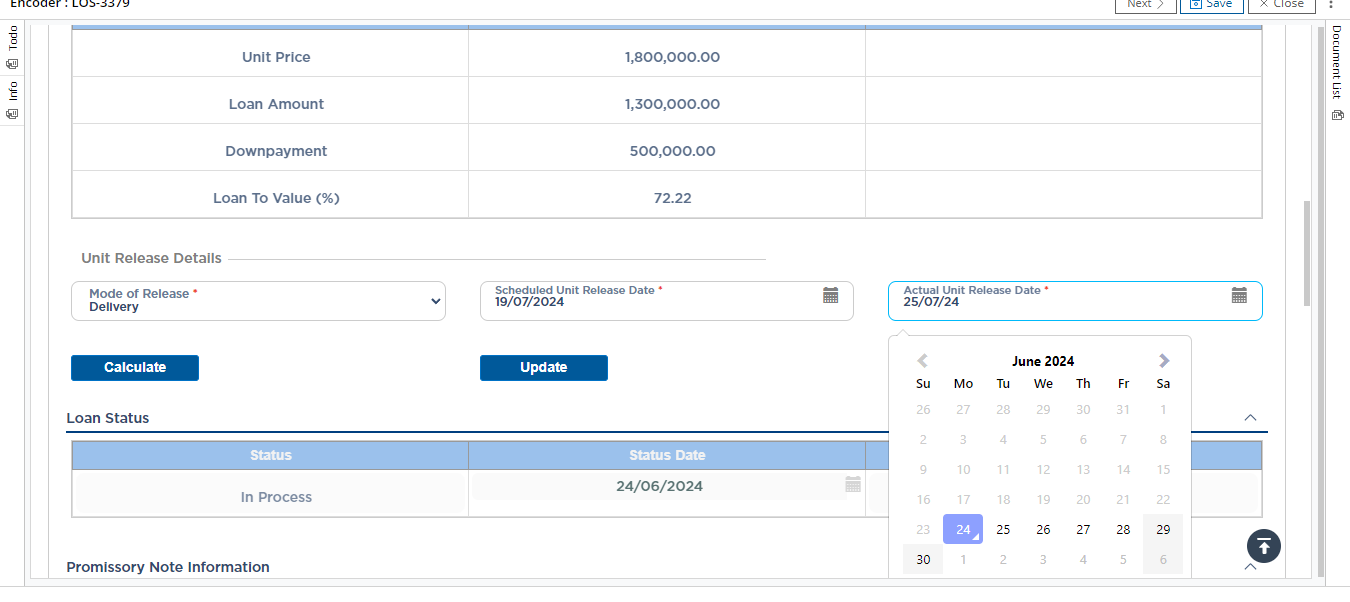 Encoder : LOS-3379
Next
Save
Close
Todo
Info
Document List
Unit Price 1,800,000.00
Loan Amount 1,300,000.00
Downpayment 500,000.00
Loan To Value (%) 72.22
Unit Release Details
Mode of Release *
Delivery
Scheduled Unit Release Date *
19/07/2024
Actual Unit Release Date *
25/07/24
Calculate
Update
June 2024
Su Mo Tu We Th Fr Sa
26 27 28 29 30 31 1
2 3 4 5 6 7 8
9 10 11 12 13 14 15
16 17 18 19 20 21 22
23 24 25 26 27 28 29
30 1 2 3 4 5 6
Loan Status
Status Status Date
In Process 24/06/2024
Promissory Note Information